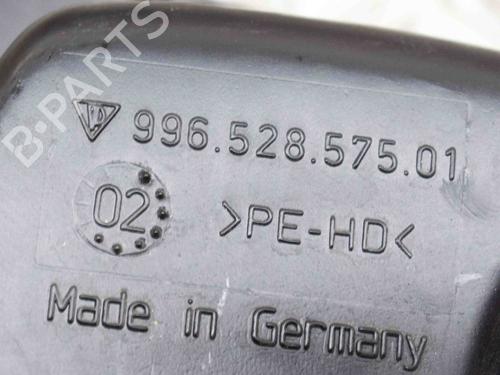 B-PARTS
996.528.575.01
02
>PE-HD<
Made in Germany